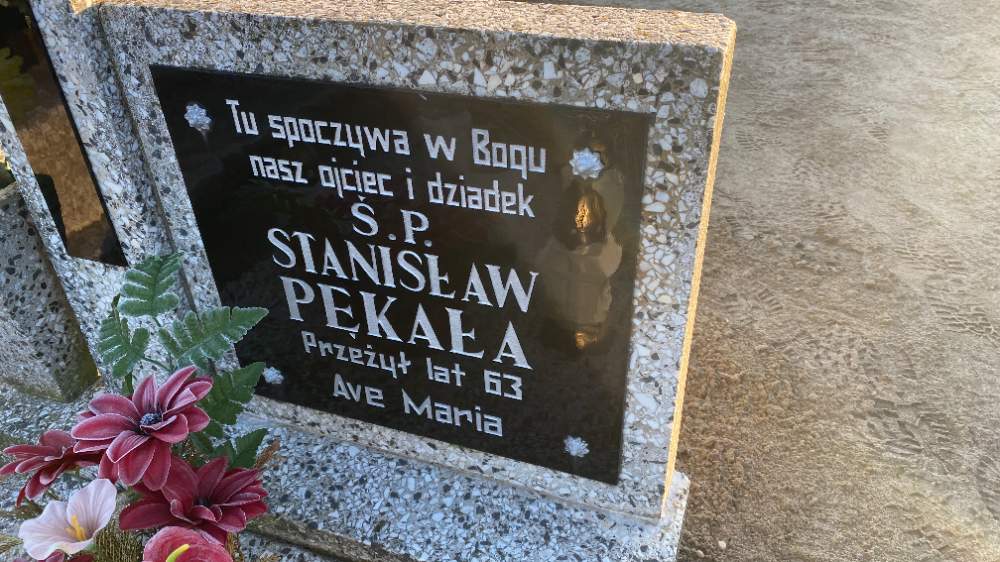 Tu spoczywa w Bogu
nasz ojciec i dziadek
Ś.P.
STANISŁAW
PĘKAŁA
Przeżył lat 63
Ave Maria